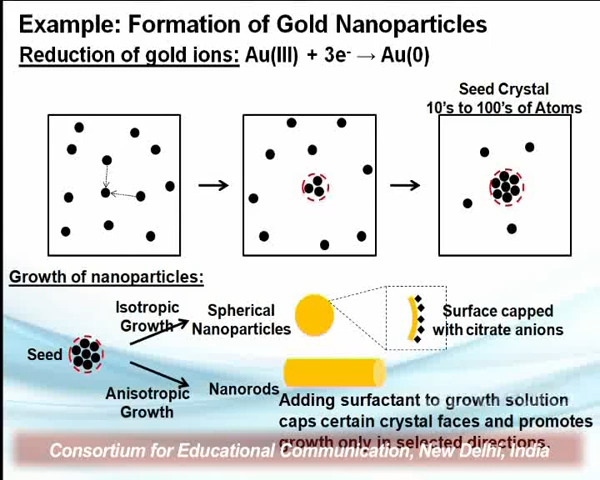 Example: Formation of Gold Nanoparticles
Reduction of gold ions: Au(III) + 3e- → Au(0)
Seed Crystal
10's to 100's of Atoms
Growth of nanoparticles:
Isotropic
Growth
Spherical
Nanoparticles
Surface capped
with citrate anions
Seed
Anisotropic
Growth
Nanorods
Adding surfactant to growth solution
caps certain crystal faces and promotes
growth only in selected directions.
Consortium for Educational Communication, New Delhi, India